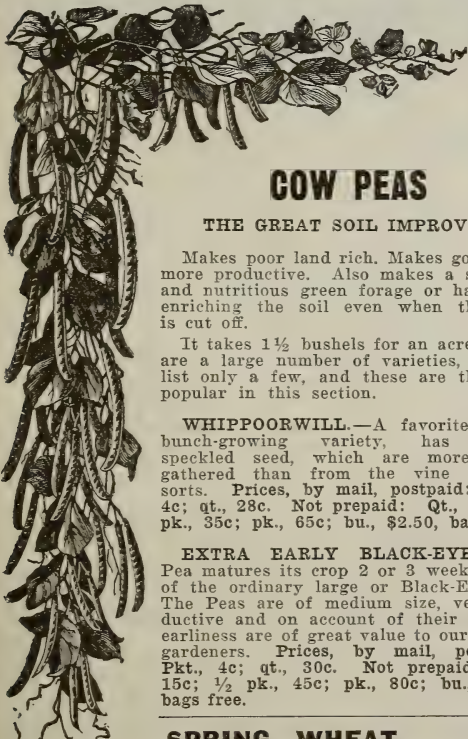 COW PEAS
THE GREAT SOIL IMPROV
Makes poor land rich. Makes go
more productive. Also makes a s
and nutritious green forage or ha
enriching the soil even when th
is cut off.
It takes 1½ bushels for an acre
are a large number of varieties,
list only a few, and these are th
popular in this section.
WHIPPOORWILL.—A favorite
bunch-growing variety, has
speckled seed, which are more
gathered than from the vine
sorts. Prices, by mail, postpaid:
4c; qt., 28c. Not prepaid: Qt.,
pk., 35c; pk., 65c; bu., $2.50, ba
EXTRA EARLY BLACK-EYE
Pea matures its crop 2 or 3 week
of the ordinary large or Black-E
The Peas are of medium size, ve
ductive and on account of their
earliness are of great value to our
gardeners. Prices, by mail, po
Pkt., 4c; qt., 30c. Not prepaid
15c; ½ pk., 45c; pk., 80c; bu.
bags free.
SPRING WHEAT